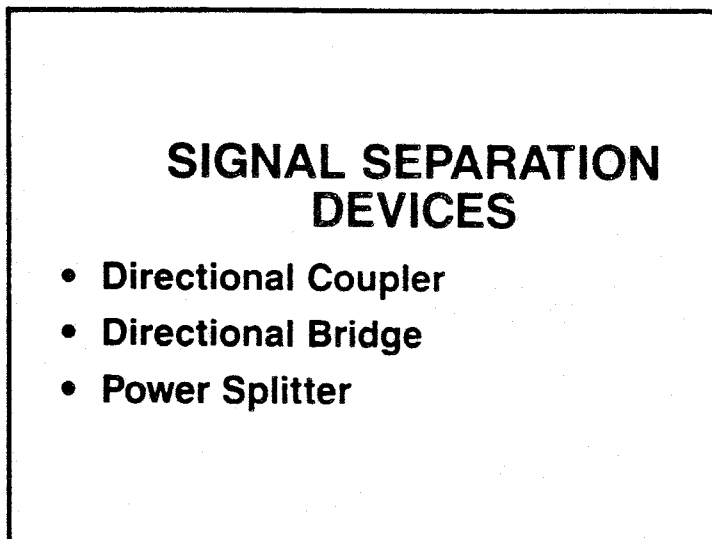 SIGNAL SEPARATION
DEVICES
• Directional Coupler
• Directional Bridge
• Power Splitter